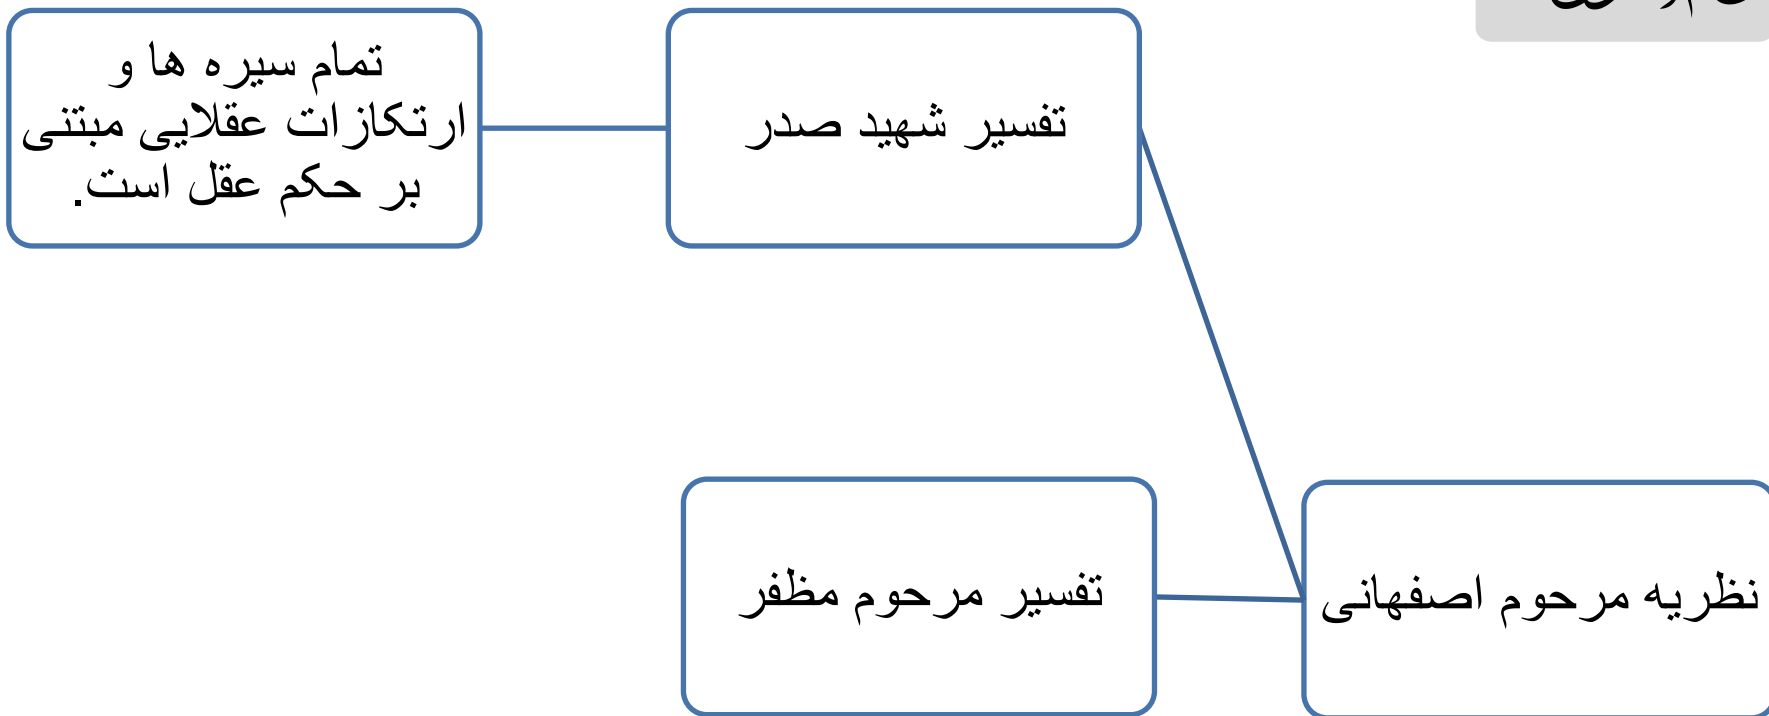 تمام سیره ها و
ارتکازات عقلایی مبتنی
بر حکم عقل است.
تفسیر شهید صدر
تفسیر مرحوم مظفر
نظریه مرحوم اصفهانی